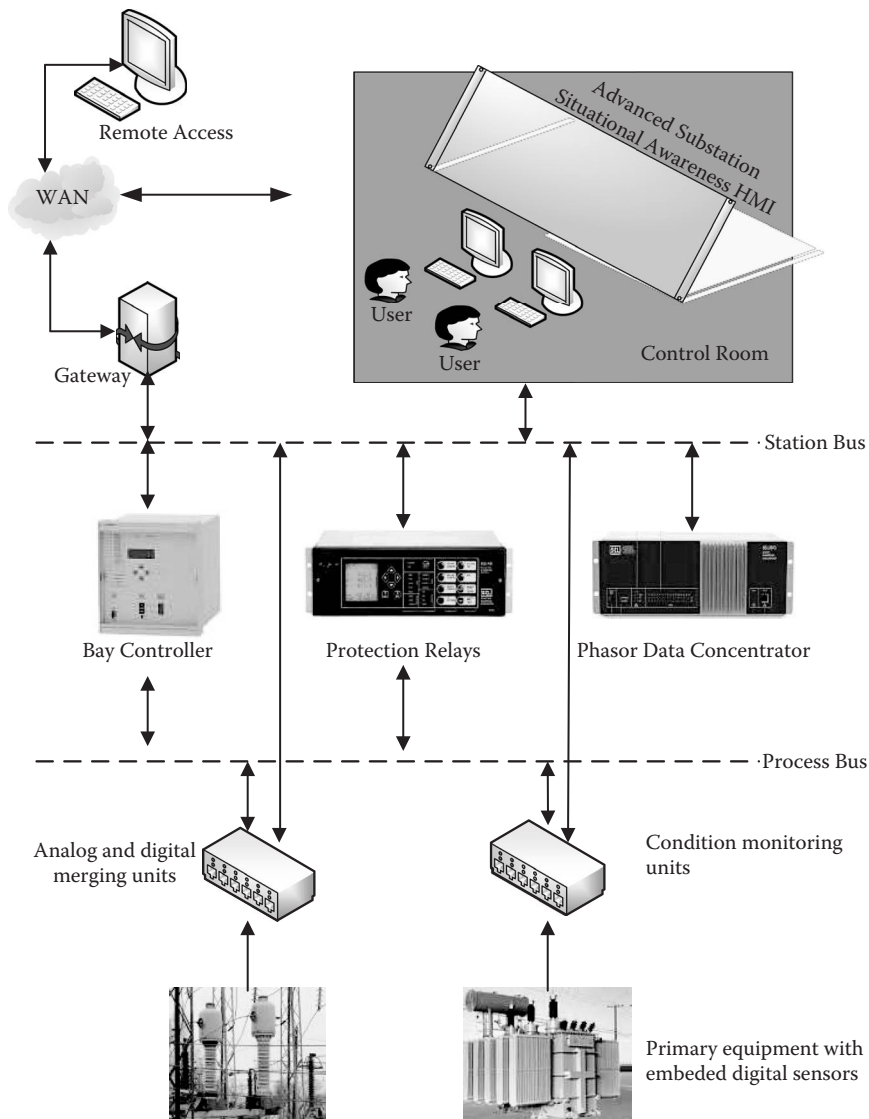 Remote Access
WAN
Advanced Substation
Situational Awareness HMI
User
User
Control Room
Gateway
Station Bus
Bay Controller
Protection Relays
Phasor Data Concentrator
Process Bus
Analog and digital
merging units
Condition monitoring
units
Primary equipment with
embeded digital sensors